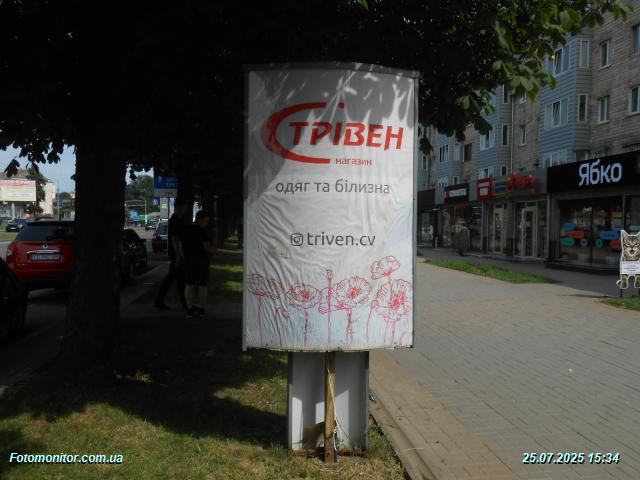 ТРІВЕН
магазин
одяг та білизна
triven.cv
Ябко
Fotomonitor.com.ua
25.07.2025 15:34